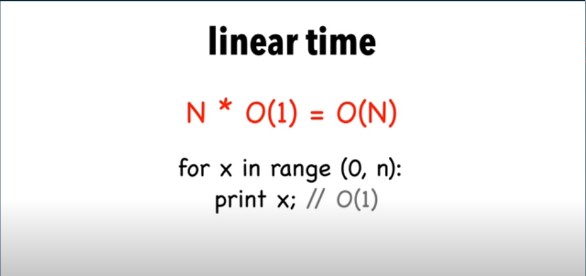 linear time
N * O(1) = O(N)
for x in range (0, n):
print x; // O(1)